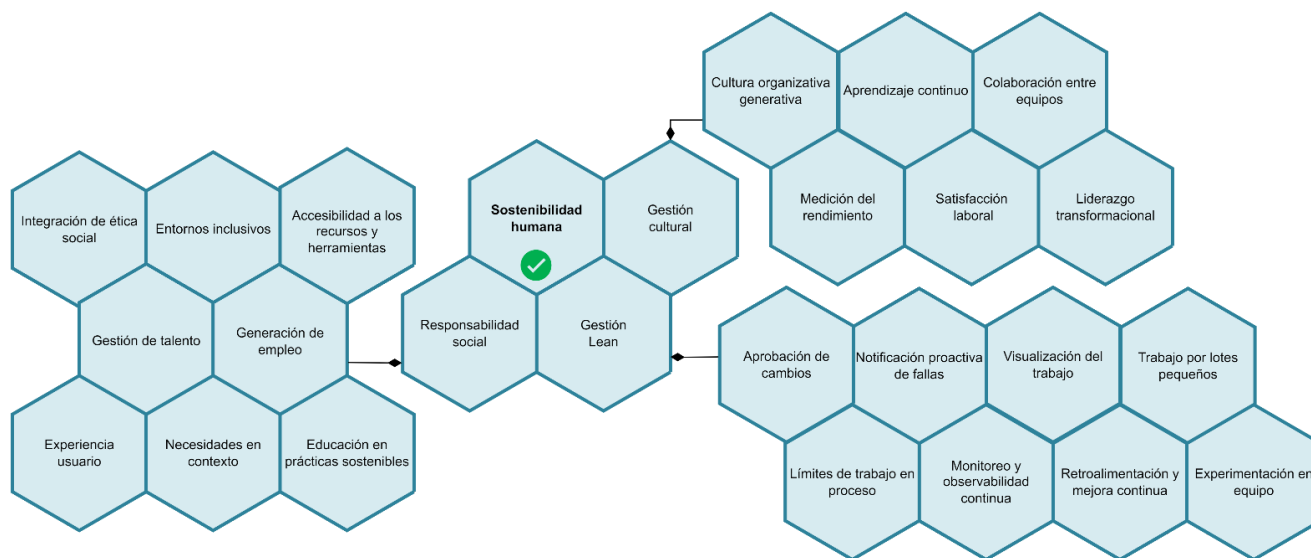 Integración de ética
social
Entornos inclusivos
Accesibilidad a los
recursos y
herramientas
Gestión de talento
Generación de
empleo
Experiencia
usuario
Necesidades en
contexto
Educación en
prácticas sostenibles
Sostenibilidad
humana
Gestión
cultural
Responsabilidad
social
Gestión
Lean
Cultura organizativa
generativa
Aprendizaje continuo
Colaboración entre
equipos
Medición del
rendimiento
Satisfacción
laboral
Liderazgo
transformacional
Aprobación de
cambios
Notificación proactiva
de fallas
Visualización del
trabajo
Trabajo por lotes
pequeños
Límites de trabajo en
proceso
Monitoreo y
observabilidad
continua
Retroalimentación y
mejora continua
Experimentación en
equipo